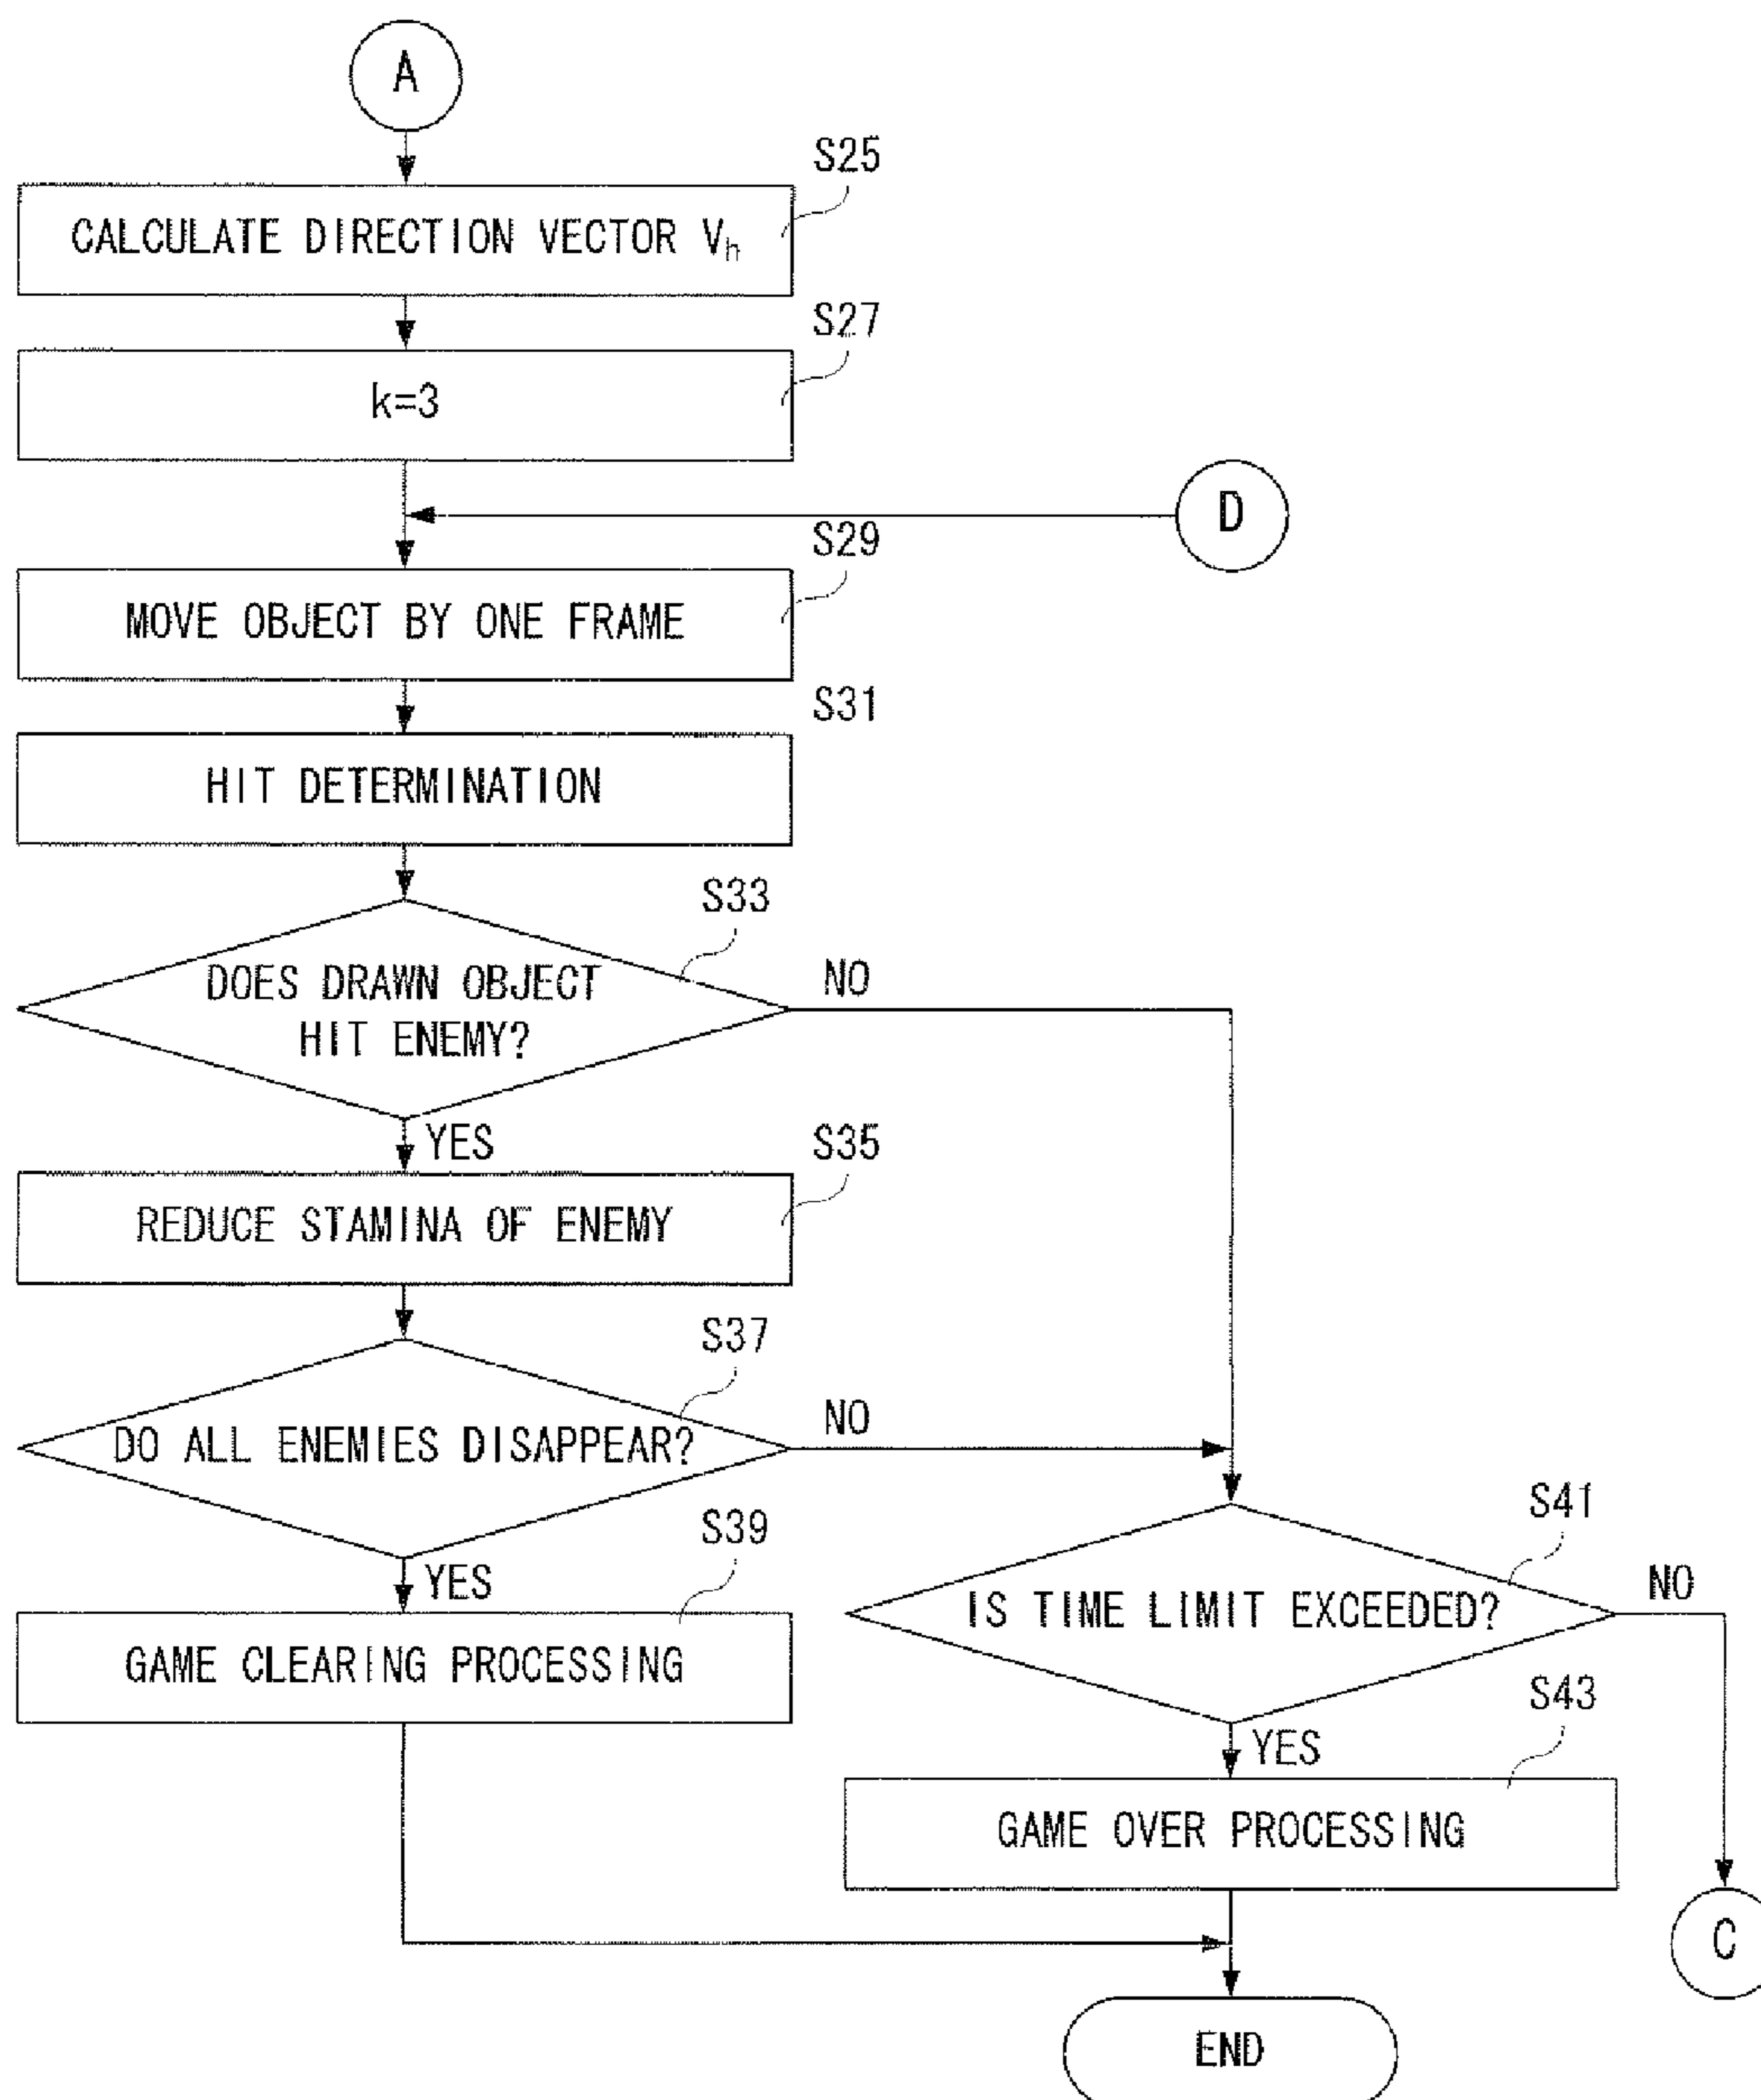 A
S25
CALCULATE DIRECTION VECTOR Vh
S27
k=3
D
S29
MOVE OBJECT BY ONE FRAME
S31
HIT DETERMINATION
S33
DOES DRAWN OBJECT
HIT ENEMY?
NO
YES
S35
REDUCE STAMINA OF ENEMY
S37
DO ALL ENEMIES DISAPPEAR?
NO
YES
S39
GAME CLEARING PROCESSING
S41
IS TIME LIMIT EXCEEDED?
NO
YES
S43
GAME OVER PROCESSING
C
END